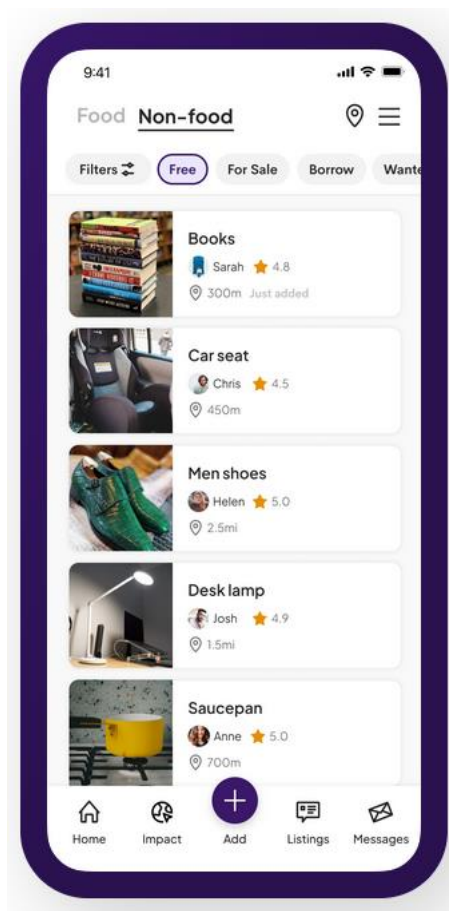 9:41
Food Non-food
Filters Free For Sale Borrow Wante
Books
Sarah 4.8
300m Just added
Car seat
Chris 4.5
450m
Men shoes
Helen 5.0
2.5mi
Desk lamp
Josh 4.9
1.5mi
Saucepan
Anne 5.0
700m
Home Impact Add Listings Messages